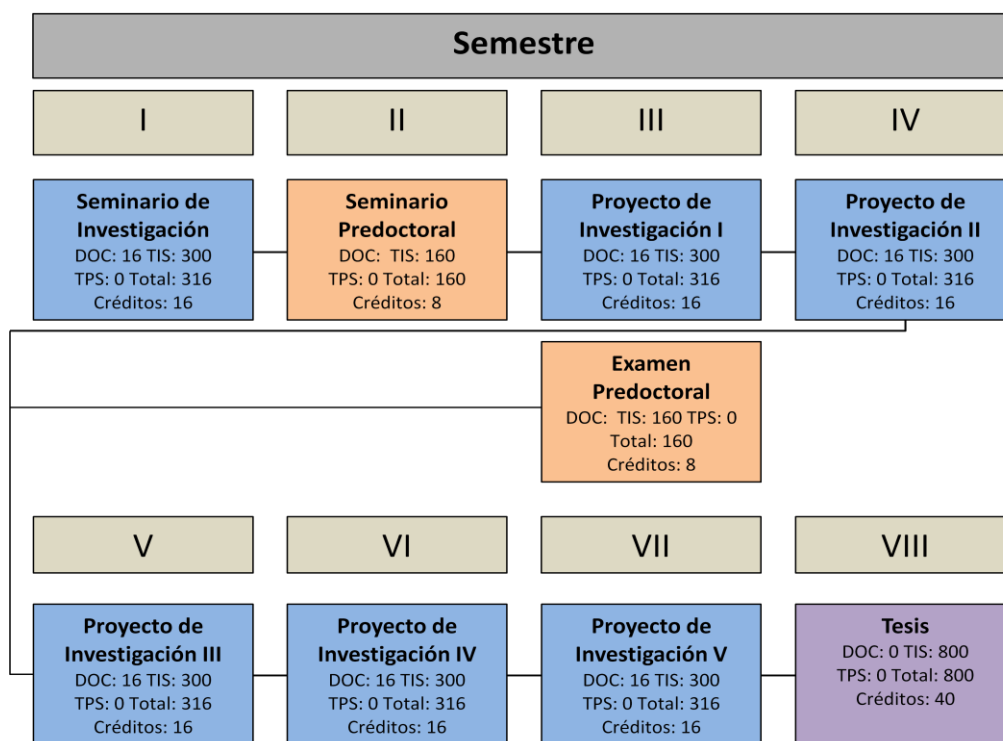 Semestre
I
II
III
IV
Seminario de
Investigación
DOC: 16 TIS: 300
TPS: 0 Total: 316
Créditos: 16
Seminario
Predoctoral
DOC:  TIS: 160
TPS: 0 Total: 160
Créditos: 8
Proyecto de
Investigación I
DOC: 16 TIS: 300
TPS: 0 Total: 316
Créditos: 16
Proyecto de
Investigación II
DOC: 16 TIS: 300
TPS: 0 Total: 316
Créditos: 16
Examen
Predoctoral
DOC:  TIS: 160 TPS: 0
Total: 160
Créditos: 8
V
VI
VII
VIII
Proyecto de
Investigación III
DOC: 16 TIS: 300
TPS: 0 Total: 316
Créditos: 16
Proyecto de
Investigación IV
DOC: 16 TIS: 300
TPS: 0 Total: 316
Créditos: 16
Proyecto de
Investigación V
DOC: 16 TIS: 300
TPS: 0 Total: 316
Créditos: 16
Tesis
DOC: 0 TIS: 800
TPS: 0 Total: 800
Créditos: 40